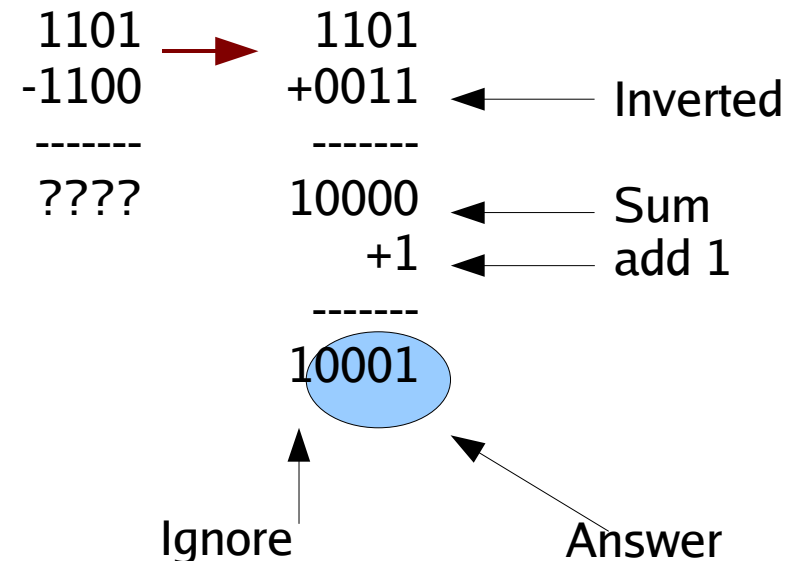 1101 1101
-1100 +0011 Inverted
------- -------
???? 10000 Sum
+1 add 1
-------
10001
Ignore Answer